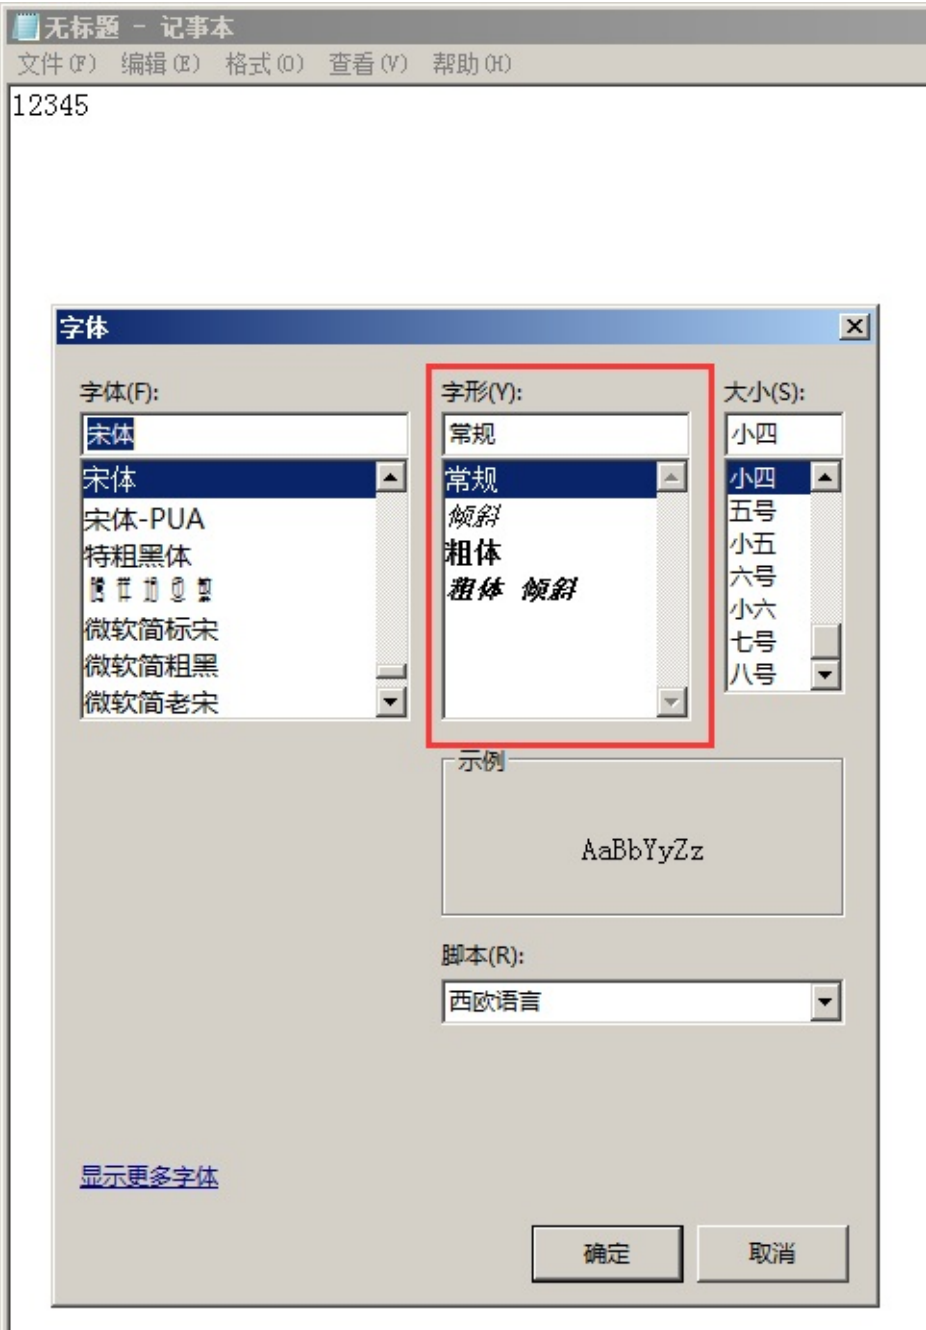 无标题 - 记事本
文件(F) 编辑(E) 格式(O) 查看(V) 帮助(H)
12345
字体
字体(F):
宋体
宋体
宋体-PUA
特粗黑体
微软简标宋
微软简粗黑
微软简老宋
字形(Y):
常规
常规
倾斜
粗体
粗体 倾斜
大小(S):
小四
小四
五号
小五
六号
小六
七号
八号
示例
AaBbYyZz
脚本(R):
西欧语言
显示更多字体
确定
取消